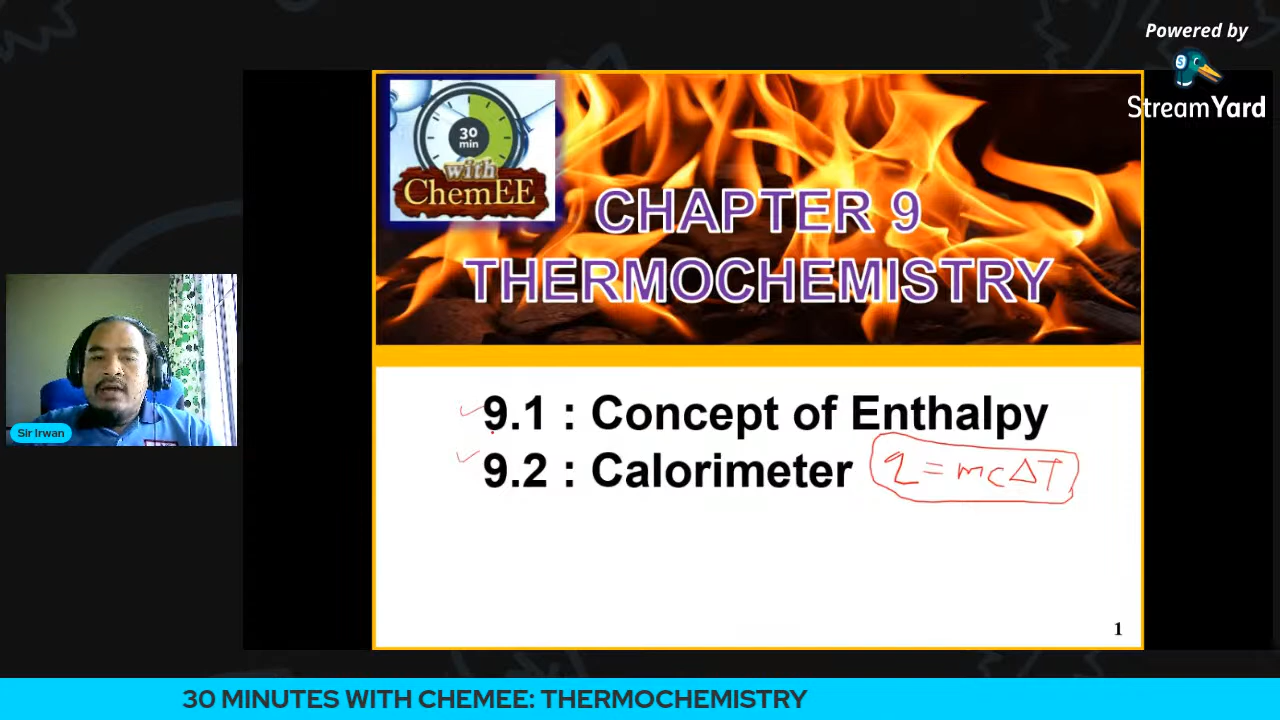 Powered by
StreamYard
30
min
with
ChemEE
CHAPTER 9
THERMOCHEMISTRY
9.1 : Concept of Enthalpy
9.2 : Calorimeter q = mcΔT
Sir Irwan
1
30 MINUTES WITH CHEMEE: THERMOCHEMISTRY